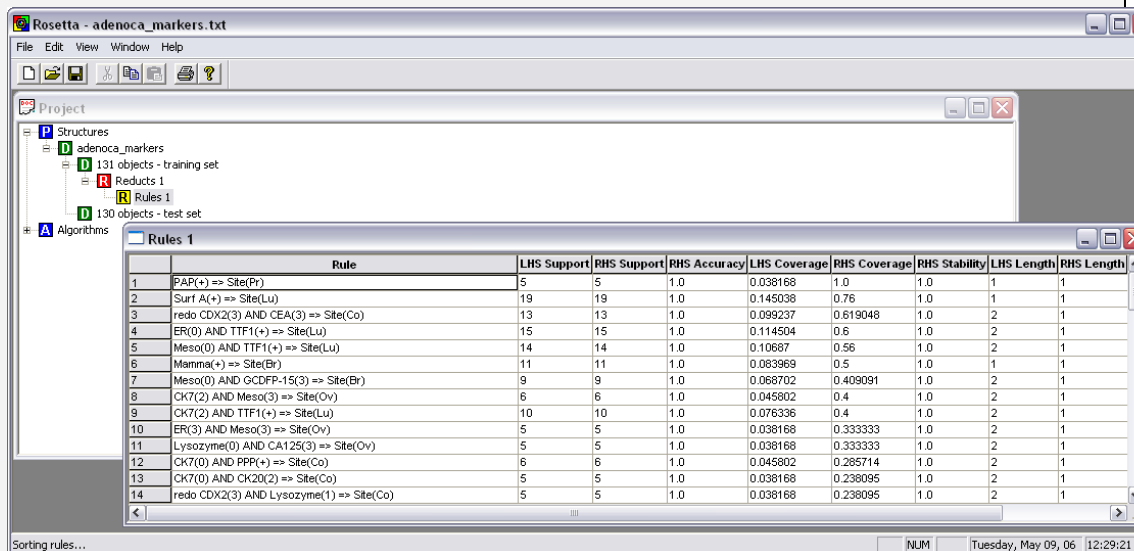 Rosetta - adenoca_markers.txt
File Edit View Window Help
Project
P Structures
D adenoca_markers
D 131 objects - training set
R Reducts 1
R Rules 1
D 130 objects - test set
A Algorithms
Rules 1
Rule LHS Support RHS Support RHS Accuracy LHS Coverage RHS Coverage RHS Stability LHS Length RHS Length
1 PAP(+) => Site(Pr) 5 5 1.0 0.038168 1.0 1.0 1 1
2 Surf A(+) => Site(Lu) 19 19 1.0 0.145038 0.76 1.0 1 1
3 redo CDX2(3) AND CEA(3) => Site(Co) 13 13 1.0 0.099237 0.619048 1.0 2 1
4 ER(0) AND TTF1(+) => Site(Lu) 15 15 1.0 0.114504 0.6 1.0 2 1
5 Meso(0) AND TTF1(+) => Site(Lu) 14 14 1.0 0.10687 0.56 1.0 2 1
6 Mamma(+) => Site(Br) 11 11 1.0 0.083969 0.5 1.0 1 1
7 Meso(0) AND GCDFP-15(3) => Site(Br) 9 9 1.0 0.068702 0.409091 1.0 2 1
8 CK7(2) AND Meso(3) => Site(Ov) 6 6 1.0 0.045802 0.4 1.0 2 1
9 CK7(2) AND TTF1(+) => Site(Lu) 10 10 1.0 0.076336 0.4 1.0 2 1
10 ER(3) AND Meso(3) => Site(Ov) 5 5 1.0 0.038168 0.333333 1.0 2 1
11 Lysozyme(0) AND CA125(3) => Site(Ov) 5 5 1.0 0.038168 0.333333 1.0 2 1
12 CK7(0) AND PPP(+) => Site(Co) 6 6 1.0 0.045802 0.285714 1.0 2 1
13 CK7(0) AND CK20(2) => Site(Co) 5 5 1.0 0.038168 0.238095 1.0 2 1
14 redo CDX2(3) AND Lysozyme(1) => Site(Co) 5 5 1.0 0.038168 0.238095 1.0 2 1
Sorting rules... NUM Tuesday, May 09, 06 12:29:21